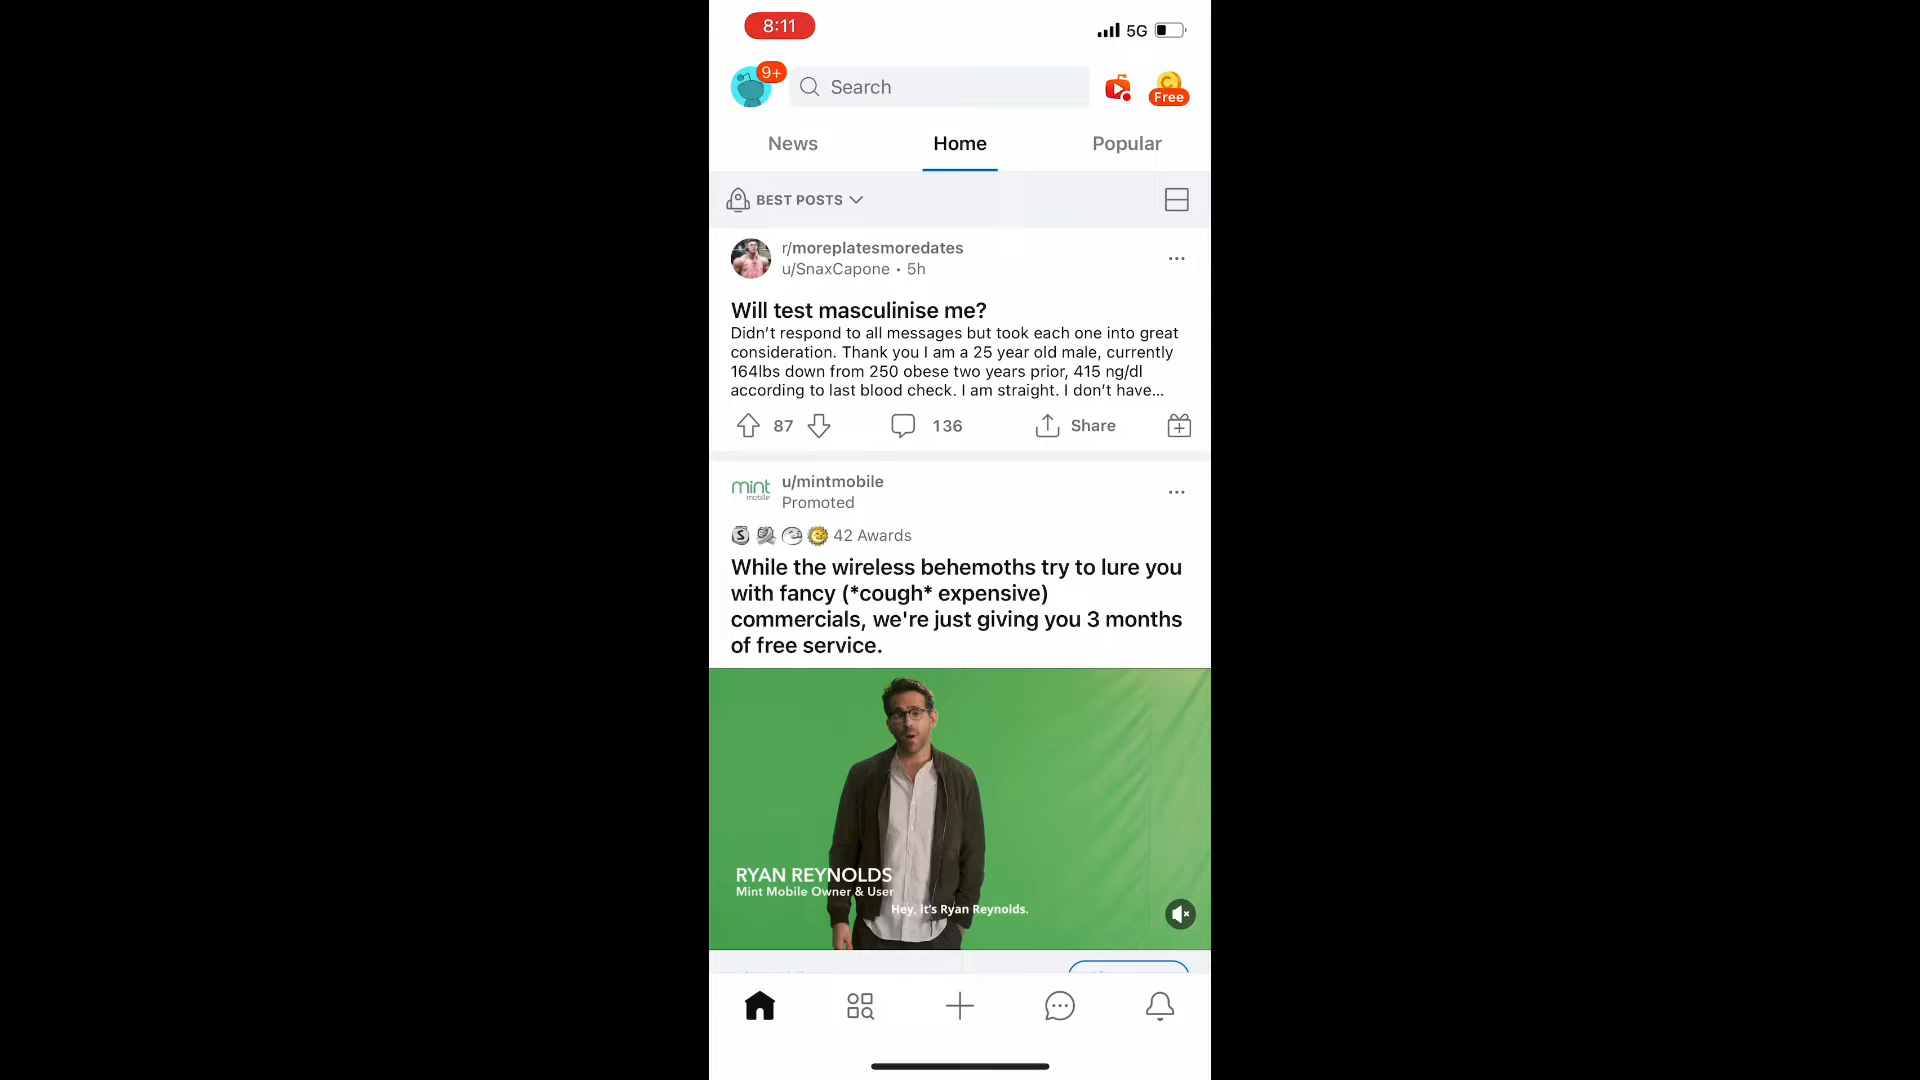 8:11
5G
9+
Search
Free
News
Home
Popular
BEST POSTS
r/moreplatesmoredates
u/SnaxCapone • 5h
Will test masculinise me?
Didn’t respond to all messages but took each one into great
consideration. Thank you I am a 25 year old male, currently
164lbs down from 250 obese two years prior, 415 ng/dl
according to last blood check. I am straight. I don’t have...
87
136
Share
mint
mobile
u/mintmobile
Promoted
42 Awards
While the wireless behemoths try to lure you
with fancy (*cough* expensive)
commercials, we're just giving you 3 months
of free service.
RYAN REYNOLDS
Mint Mobile Owner & User
Hey, it’s Ryan Reynolds.